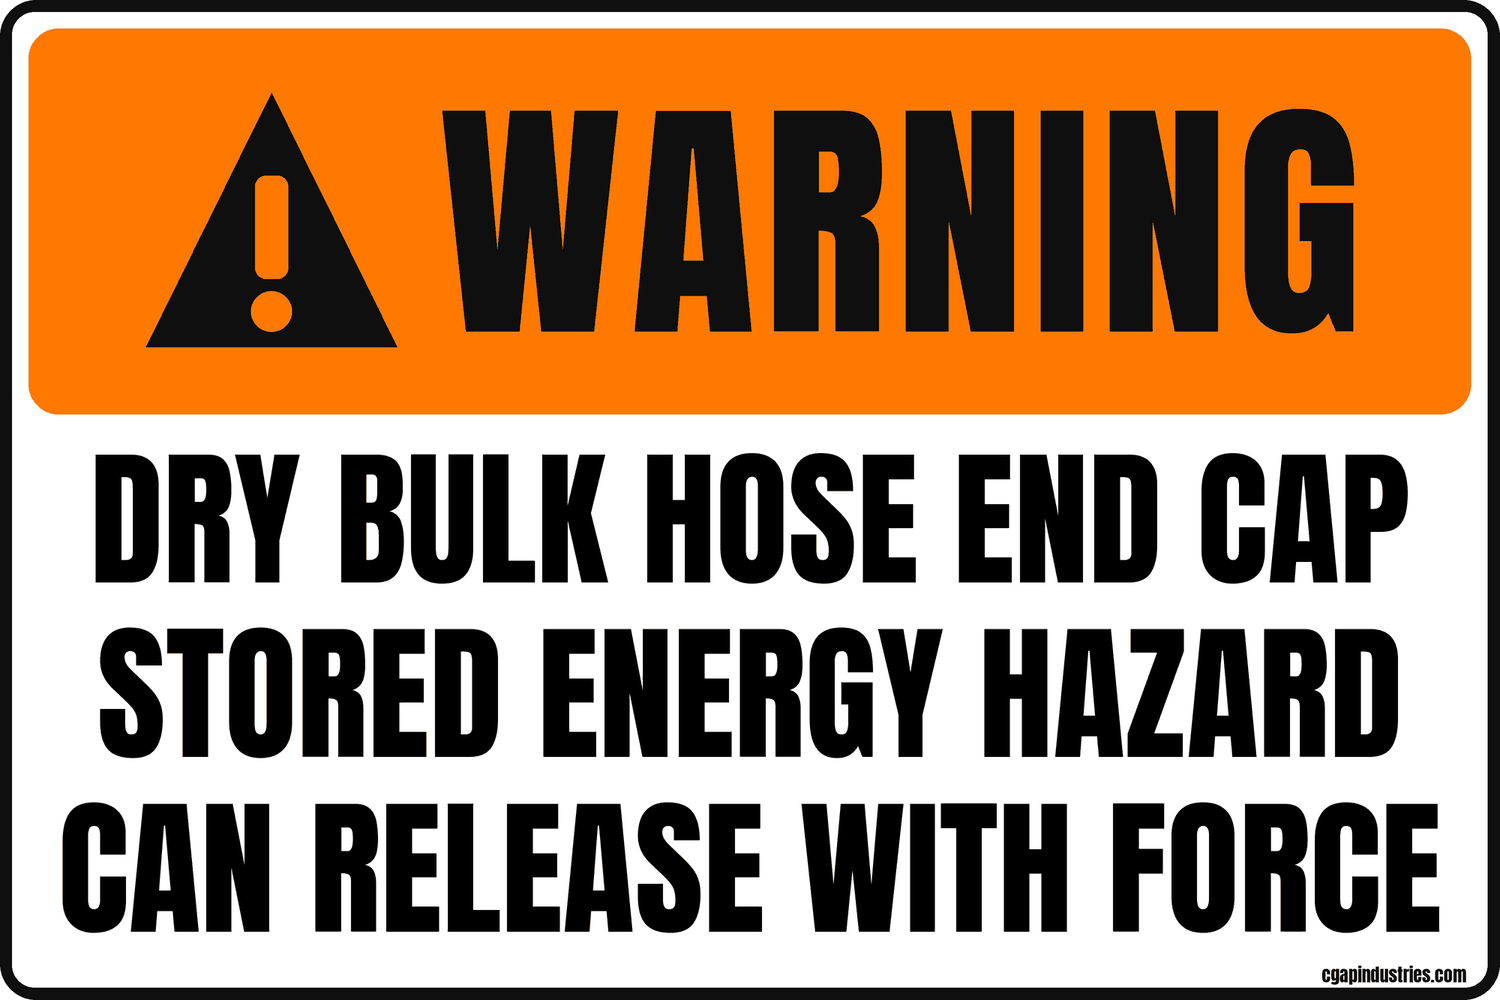 WARNING
DRY BULK HOSE END CAP
STORED ENERGY HAZARD
CAN RELEASE WITH FORCE
cgapindustries.com